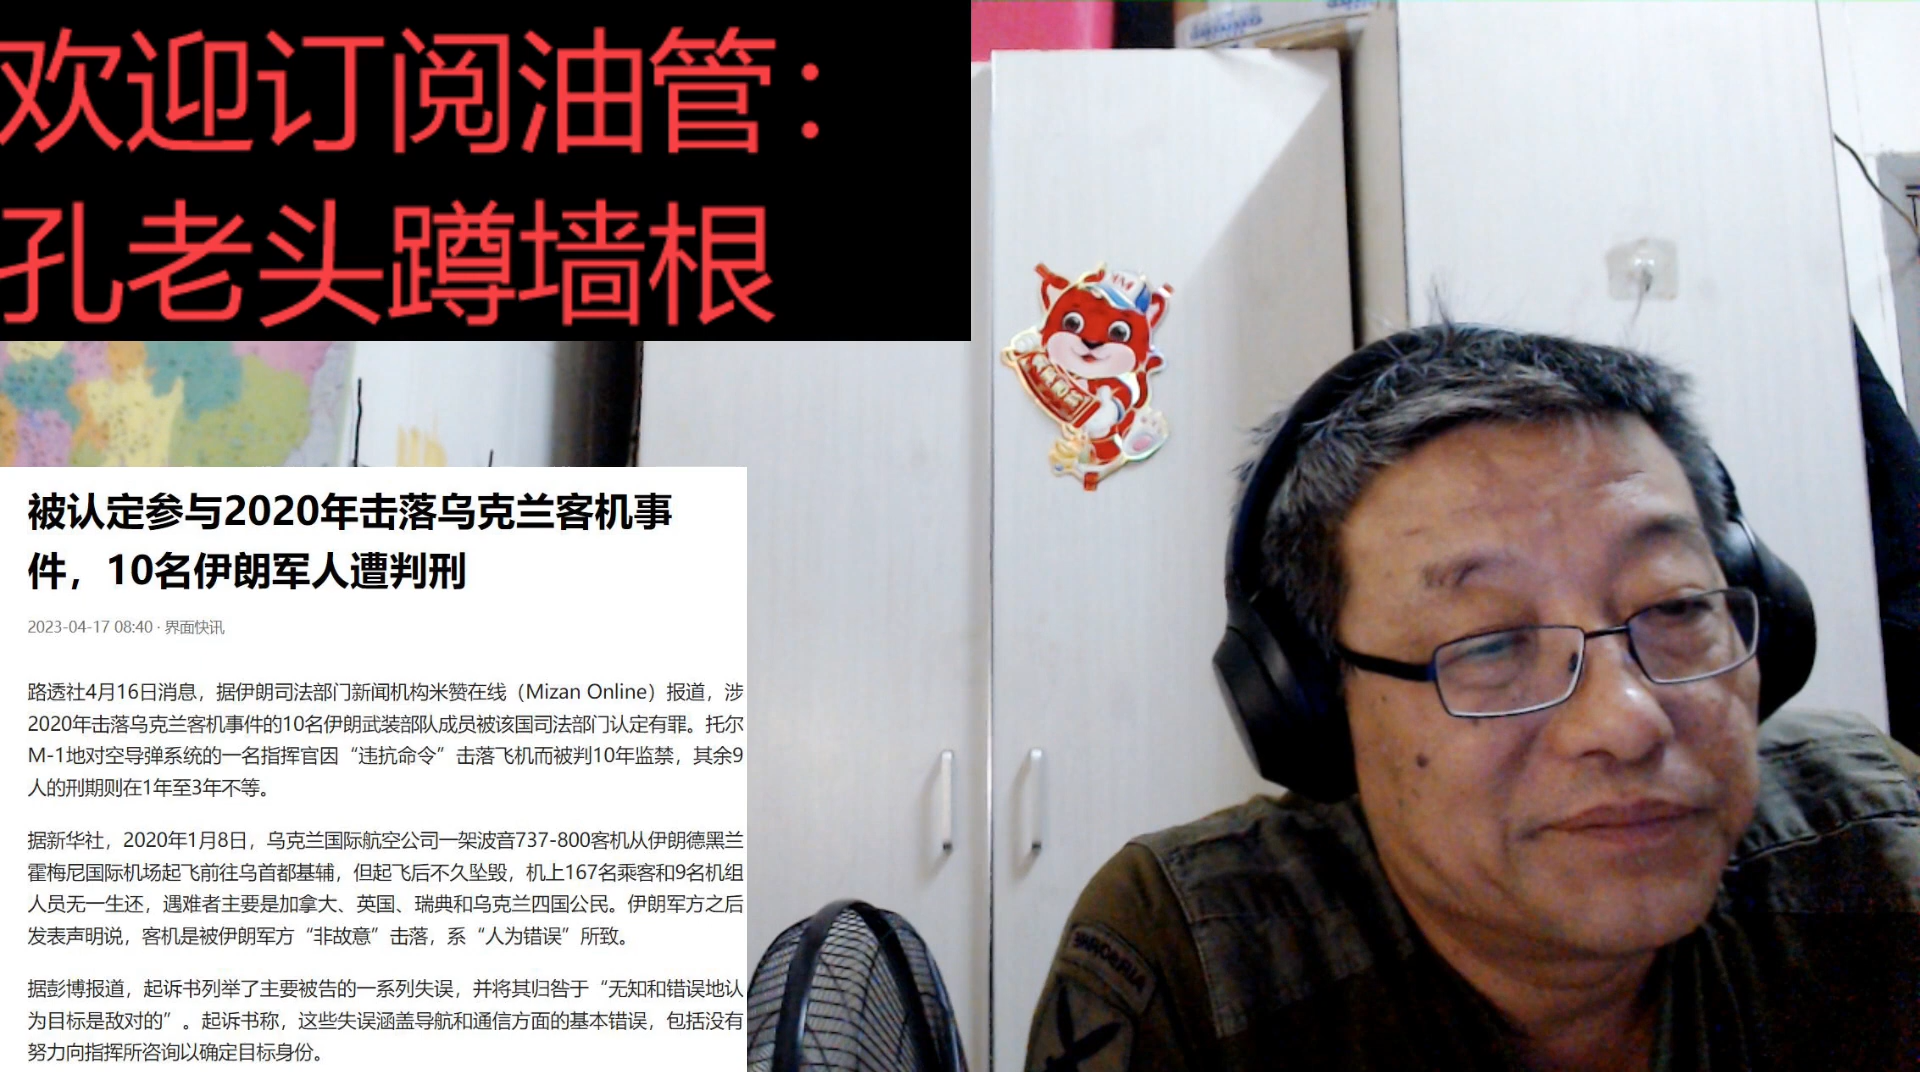 欢迎订阅油管：
孔老头蹲墙根
被认定参与2020年击落乌克兰客机事
件，10名伊朗军人遭判刑
2023-04-17 08:40 · 界面快讯
路透社4月16日消息，据伊朗司法部门新闻机构米赞在线（Mizan Online）报道，涉
2020年击落乌克兰客机事件的10名伊朗武装部队成员被该国司法部门认定有罪。托尔
M-1地对空导弹系统的一名指挥官因“违抗命令”击落飞机而被判10年监禁，其余9
人的刑期则在1年至3年不等。
据新华社，2020年1月8日，乌克兰国际航空公司一架波音737-800客机从伊朗德黑兰
霍梅尼国际机场起飞前往乌首都基辅，但起飞后不久坠毁，机上167名乘客和9名机组
人员无一生还，遇难者主要是加拿大、英国、瑞典和乌克兰四国公民。伊朗军方之后
发表声明说，客机是被伊朗军方“非故意”击落，系“人为错误”所致。
据彭博报道，起诉书列举了主要被告的一系列失误，并将其归咎于“无知和错误地认
为目标是敌对的”。起诉书称，这些失误涵盖导航和通信方面的基本错误，包括没有
努力向指挥所咨询以确定目标身份。